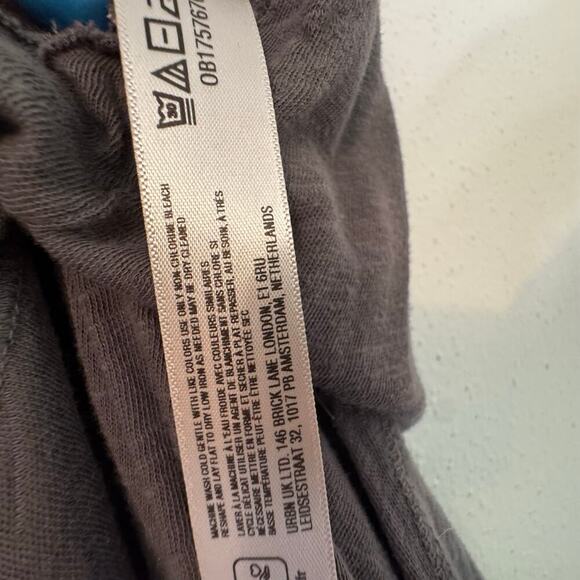 30
OB175767
MACHINE WASH COLD GENTLE WITH LIKE COLORS USE ONLY NON-CHLORINE BLEACH
RESHAPE AND LAY FLAT TO DRY LOW IRON AS NEEDED MAY BE DRY CLEANED
LAVER À LA MACHINE À L'EAU FROIDE AVEC COULEURS SIMILAIRES
CYCLE DÉLICAT UTILISER UN AGENT DE BLANCHIMENT SANS CHLORE SI
NÉCESSAIRE METTRE EN FORME ET SÉCHER À PLAT REPASSER, AU BESOIN, À TRÈS
BASSE TEMPÉRATURE PEUT-ÊTRE ÊTRE NETTOYÉE SEC
URBN UK LTD. 146 BRICK LANE LONDON, E1 6RU
LEIDSESTRAAT 32, 1017 PB AMSTERDAM, NETHERLANDS
fr